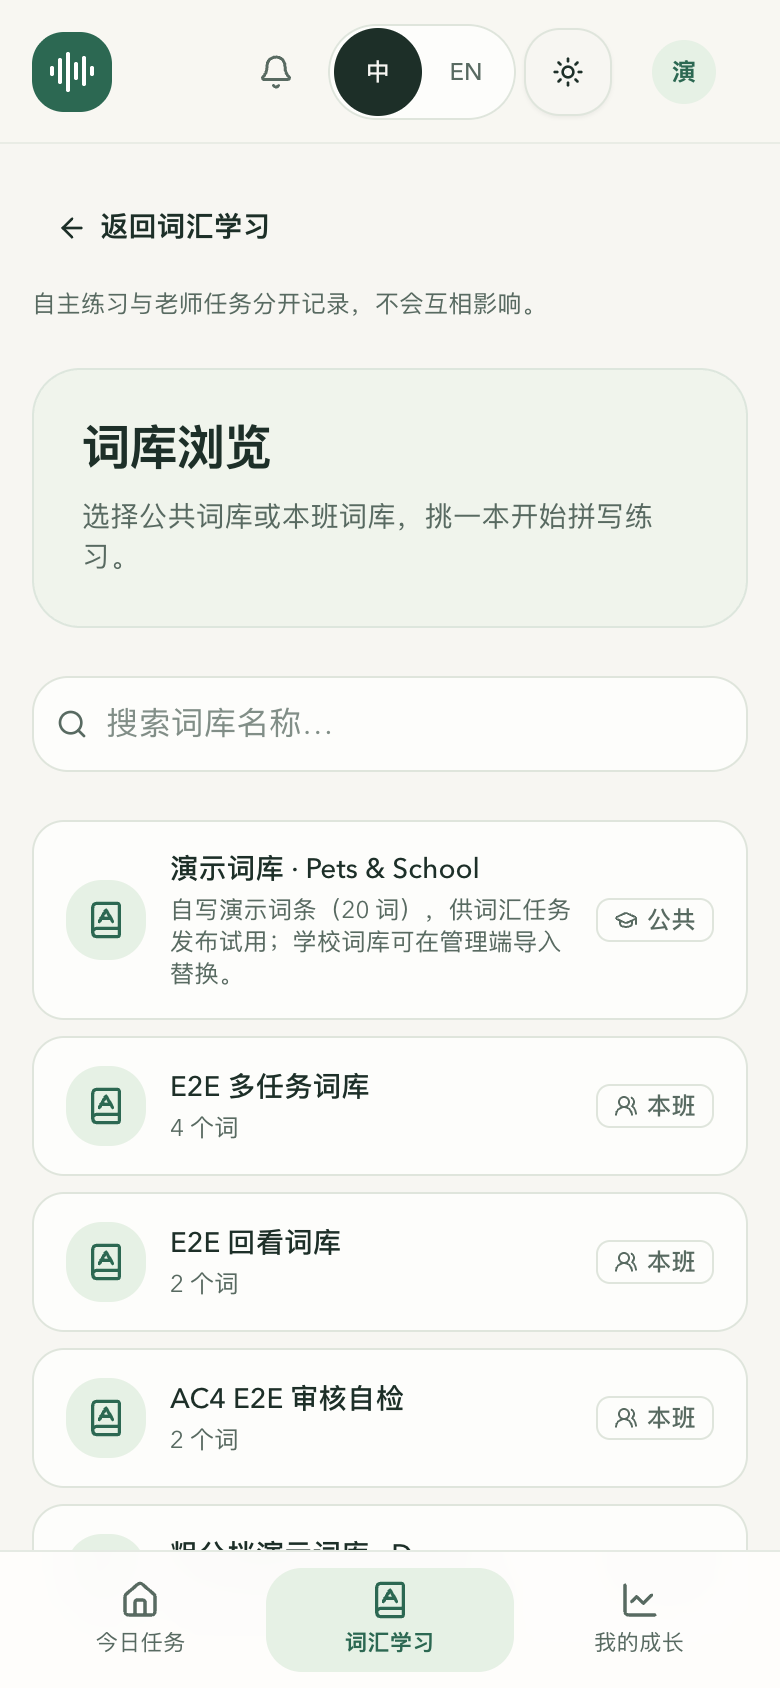 中 EN 演
返回词汇学习
自主练习与老师任务分开记录，不会互相影响。
词库浏览
选择公共词库或本班词库，挑一本开始拼写练
习。
搜索词库名称...
演示词库 · Pets & School
自写演示词条（20 词），供词汇任务
发布试用；学校词库可在管理端导入
替换。
公共
E2E 多任务词库
4 个词
本班
E2E 回看词库
2 个词
本班
AC4 E2E 审核自检
2 个词
本班
今日任务
词汇学习
我的成长